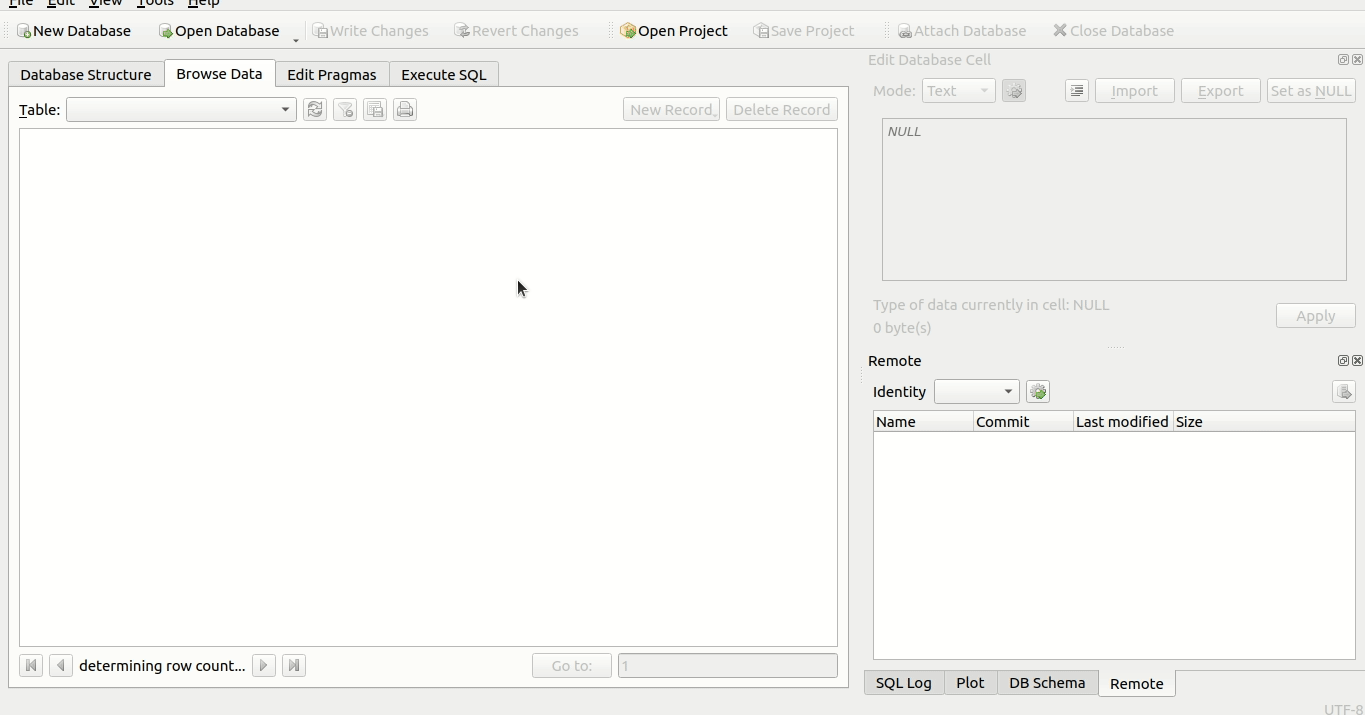 File Edit View Tools Help
New Database Open Database Write Changes Revert Changes Open Project Save Project Attach Database Close Database
Database Structure Browse Data Edit Pragmas Execute SQL
Table: New Record Delete Record
determining row count... Go to: 1
Edit Database Cell
Mode: Text Import Export Set as NULL
NULL
Type of data currently in cell: NULL
0 byte(s)
Apply
Remote
Identity
Name Commit Last modified Size
SQL Log Plot DB Schema Remote
UTF-8